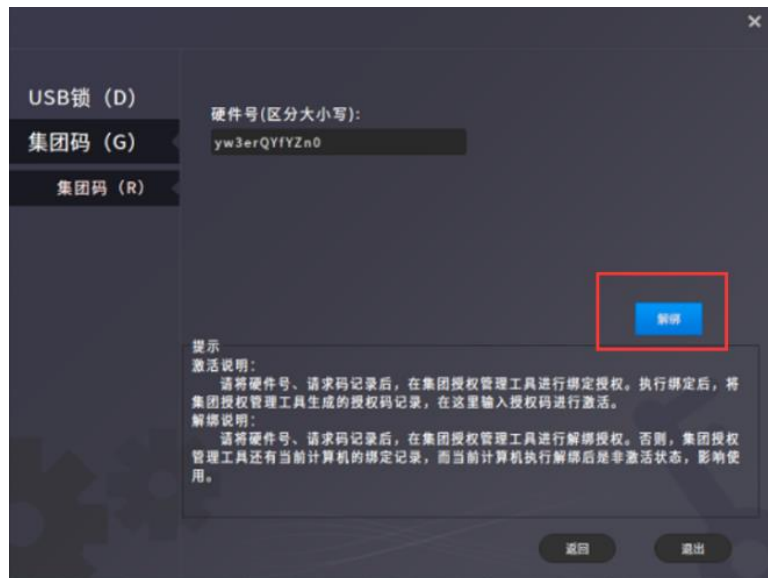 USB锁（D）
集团码（G）
集团码（R）
硬件号(区分大小写):
yw3erQYfYZn0
解绑
提示
激活说明:
请将硬件号、请求码记录后，在集团授权管理工具进行绑定授权。执行绑定后，将
集团授权管理工具生成的授权码记录，在这里输入授权码进行激活。
解绑说明:
请将硬件号、请求码记录后，在集团授权管理工具进行解绑授权。否则，集团授权
管理工具还有当前计算机的绑定记录，而当前计算机执行解绑后是非激活状态，影响使
用。
返回
退出